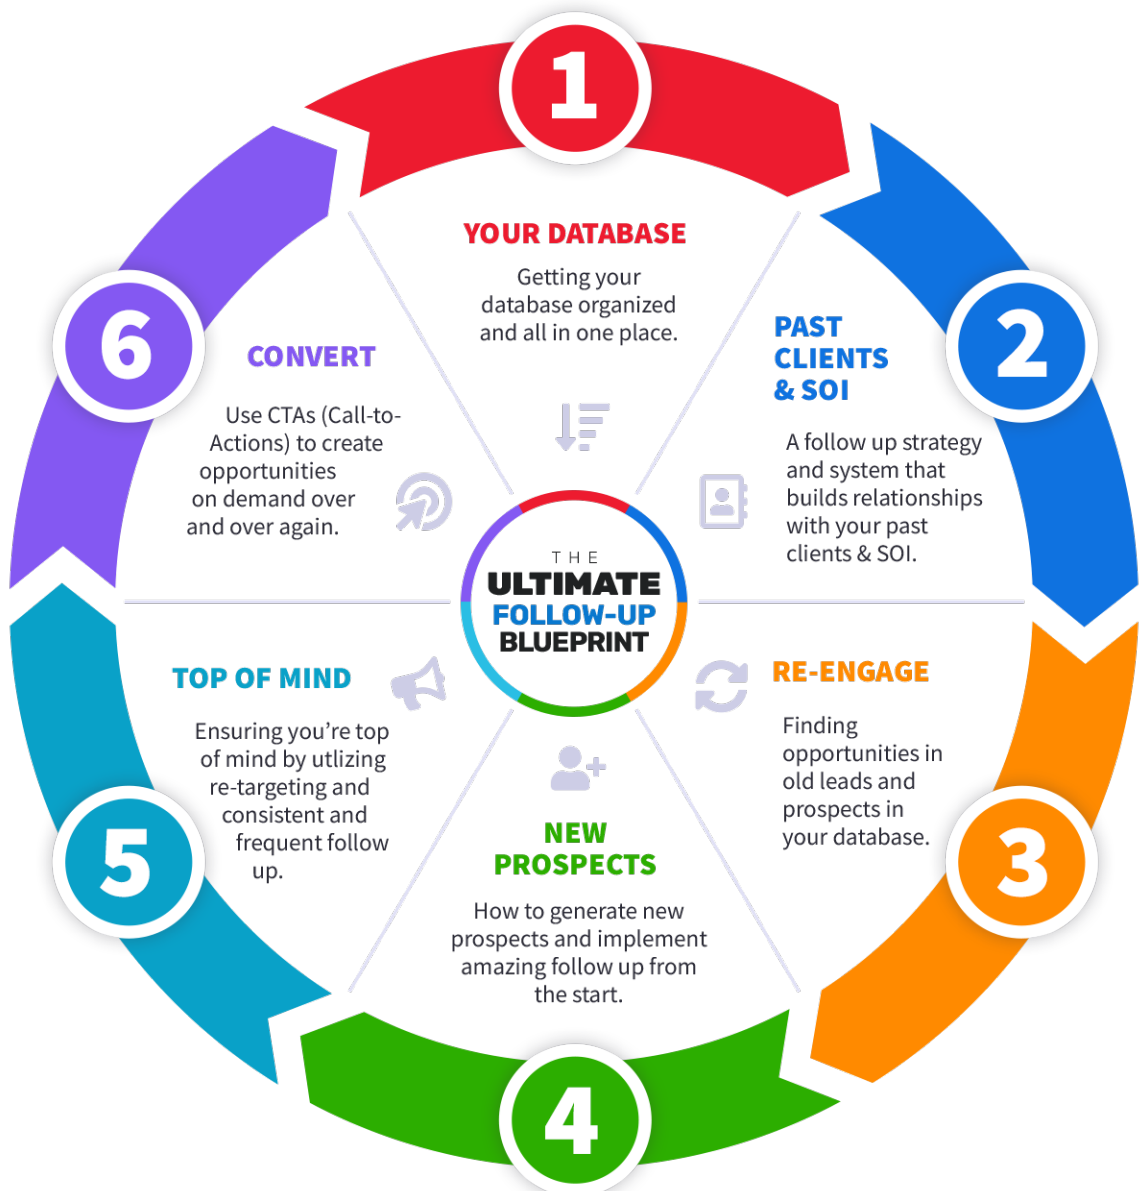 1
YOUR DATABASE
Getting your
database organized
and all in one place.
2
PAST
CLIENTS
& SOI
A follow up strategy
and system that
builds relationships
with your past
clients & SOI.
3
RE-ENGAGE
Finding
opportunities in
old leads and
prospects in
your database.
4
NEW
PROSPECTS
How to generate new
prospects and implement
amazing follow up from
the start.
5
TOP OF MIND
Ensuring you’re top
of mind by utlizing
re-targeting and
consistent and
frequent follow
up.
6
CONVERT
Use CTAs (Call-to-
Actions) to create
opportunities
on demand over
and over again.
THE
ULTIMATE
FOLLOW-UP
BLUEPRINT